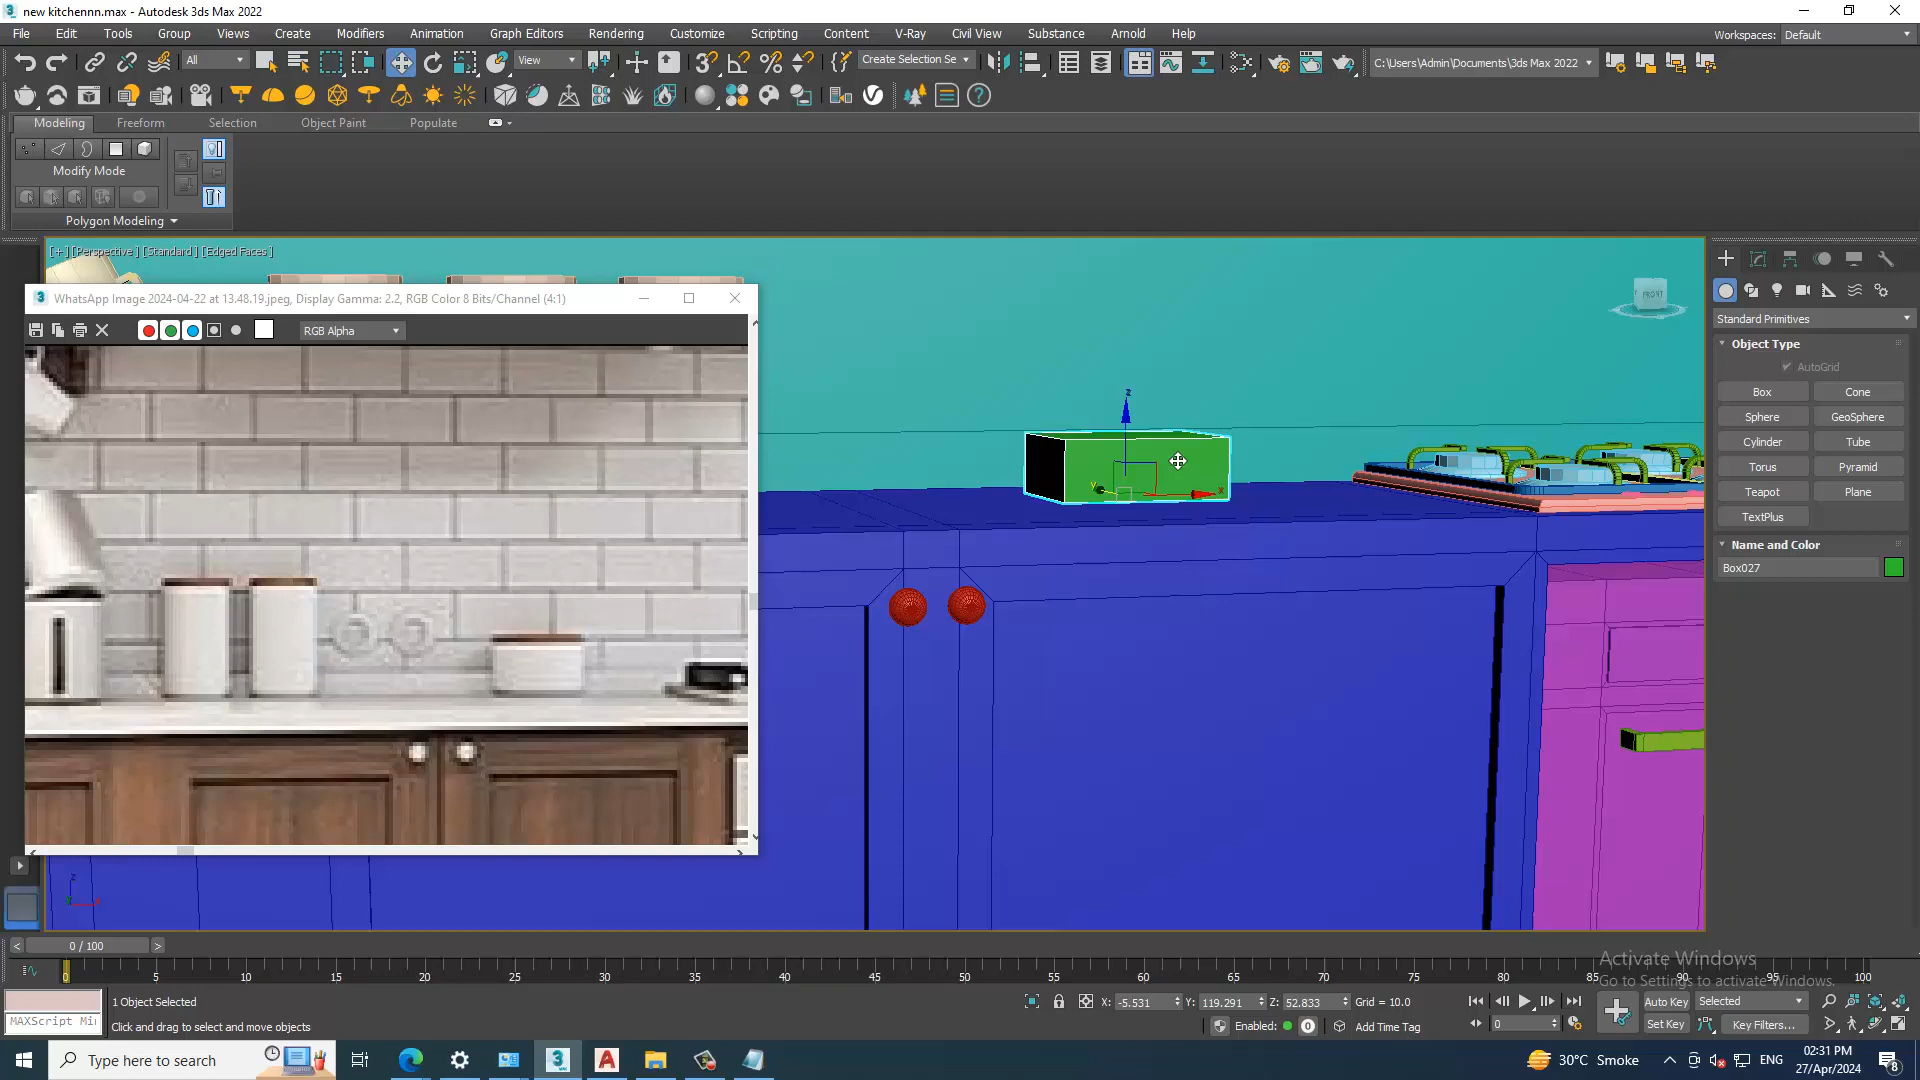 new kitchennn.max - Autodesk 3ds Max 2022
File Edit Tools Group Views Create Modifiers Animation Graph Editors Rendering Customize Scripting Content V-Ray Civil View Substance Arnold Help
Workspaces: Default
All
View
Create Selection Se
C:\Users\Admin\Documents\3ds Max 2022
Modeling Freeform Selection Object Paint Populate
Modify Mode
Polygon Modeling
[+] [Perspective] [Standard] [Edged Faces]
FRONT
WhatsApp Image 2024-04-22 at 13.48.19.jpeg, Display Gamma: 2.2, RGB Color 8 Bits/Channel (4:1)
RGB Alpha
z
y
x
Standard Primitives
Object Type
AutoGrid
Box Cone
Sphere GeoSphere
Cylinder Tube
Torus Pyramid
Teapot Plane
TextPlus
Name and Color
Box027
z
0 / 100
0 5 10 15 20 25 30 35 40 45 50 55 60 65 70 75 80 85 90 95 100
Activate Windows
Go to Settings to activate Windows.
1 Object Selected
X: -5.531 Y: 119.291 Z: 52.833 Grid = 10.0
Auto Key Selected
MAXScript Mi
Click and drag to select and move objects
Enabled: 0 Add Time Tag
0
Set Key Key Filters...
Type here to search
3
MAX
A
30°C Smoke
ENG
02:31 PM
27/Apr/2024
8